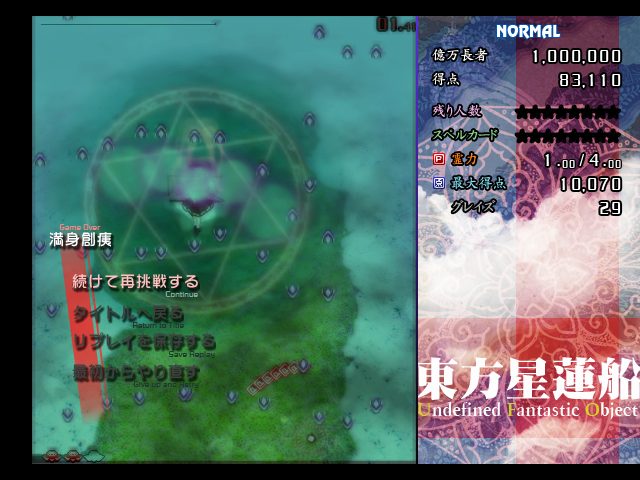 NORMAL
億万長者 1,000,000
得点 83,110
残り人数
スペルカード
P 霊力 1.00/4.00
最大得点 10,070
グレイズ 29
Game Over
満身創痍
続けて再挑戦する
Continue
タイトルへ戻る
Return to Title
リプレイを保存する
Save Replay
最初からやり直す
Give up and Retry
東方星蓮船
Undefined Fantastic Object